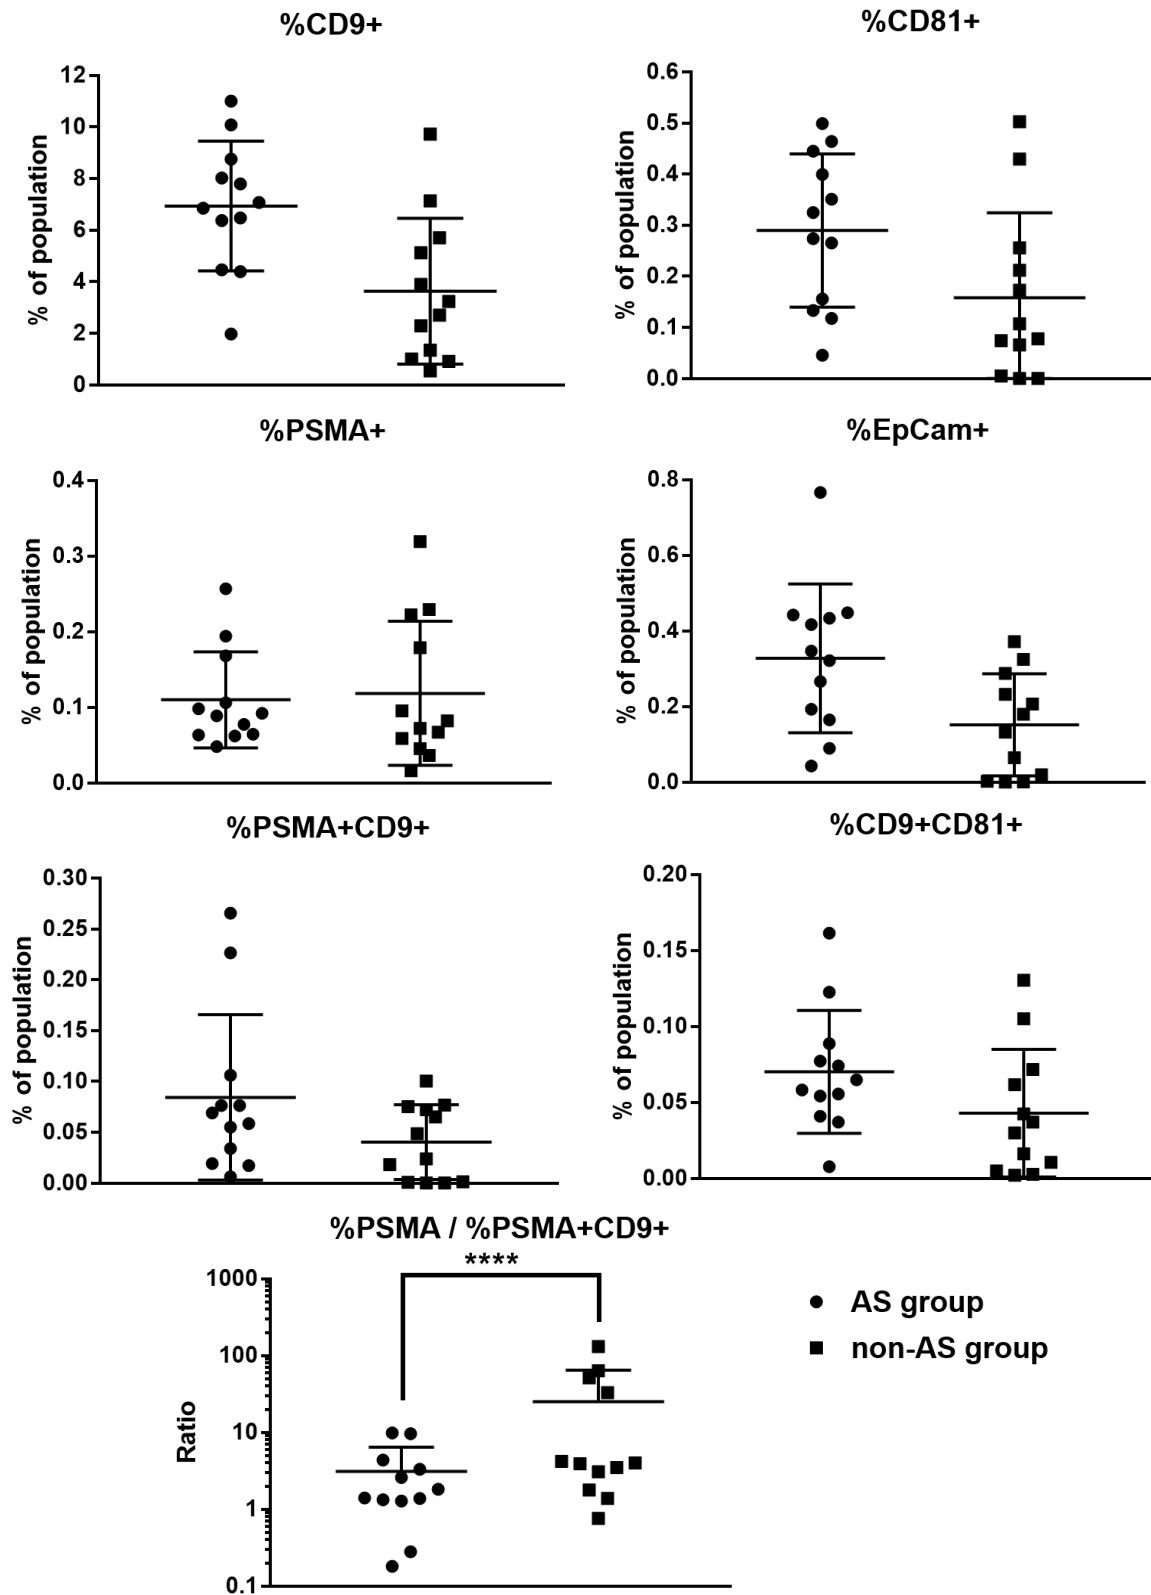 %CD9+
%CD81+
% of population
12
10
8
6
4
2
0
% of population
0.6
0.5
0.4
0.3
0.2
0.1
0.0
%PSMA+
%EpCam+
% of population
0.4
0.3
0.2
0.1
0.0
% of population
0.8
0.6
0.4
0.2
0.0
%PSMA+CD9+
%CD9+CD81+
% of population
0.30
0.25
0.20
0.15
0.10
0.05
0.00
% of population
0.20
0.15
0.10
0.05
0.00
%PSMA / %PSMA+CD9+
****
Ratio
1000
100
10
1
0.1
AS group
non-AS group